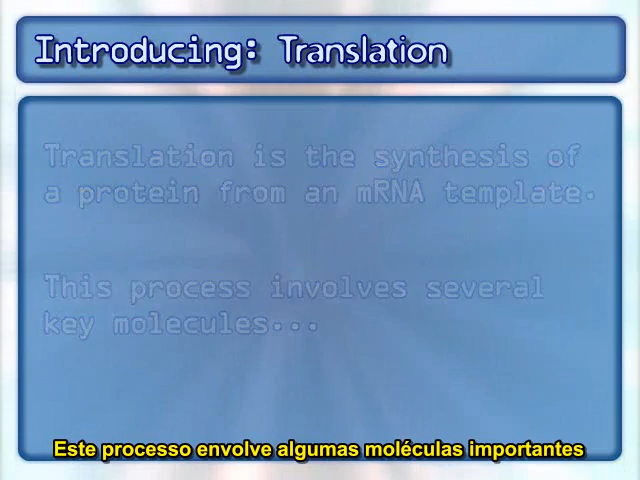 Introducing: Translation
Translation is the synthesis of
a protein from an mRNA template.
This process involves several
key molecules...
Este processo envolve algumas moléculas importantes